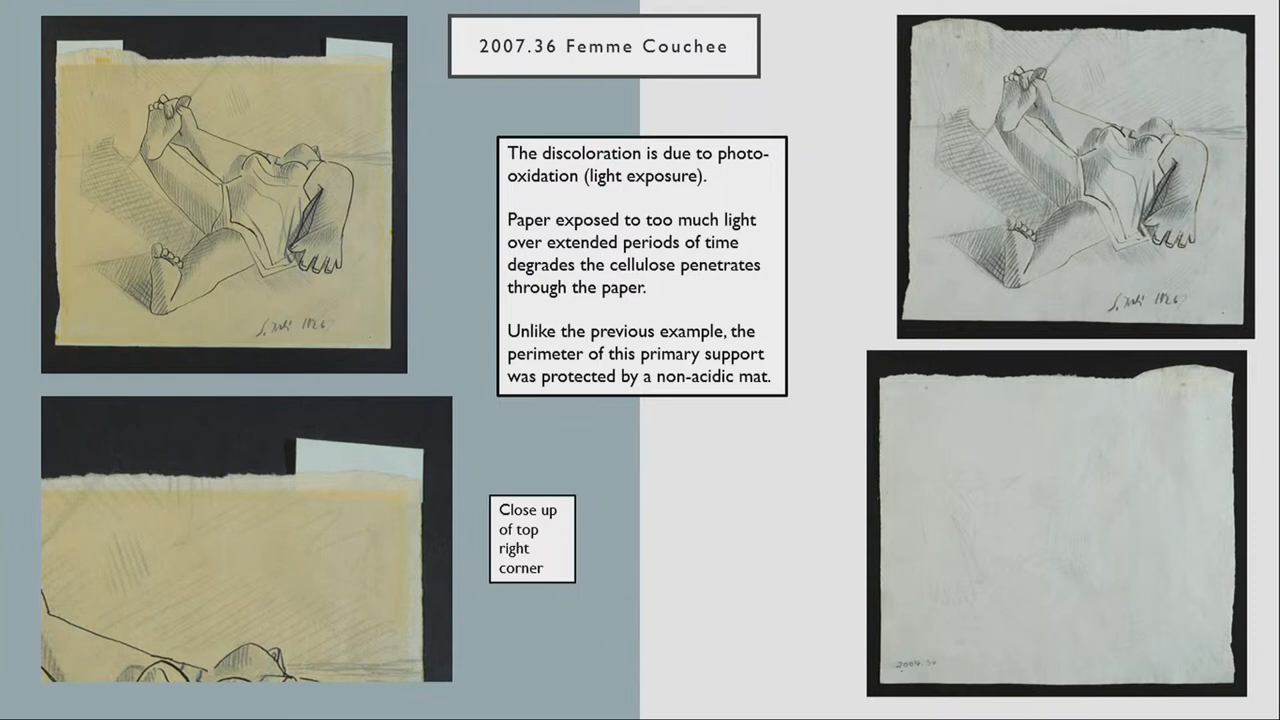 2007.36 Femme Couchee
The discoloration is due to photo-
oxidation (light exposure).
Paper exposed to too much light
over extended periods of time
degrades the cellulose penetrates
through the paper.
Unlike the previous example, the
perimeter of this primary support
was protected by a non-acidic mat.
Close up
of top
right
corner